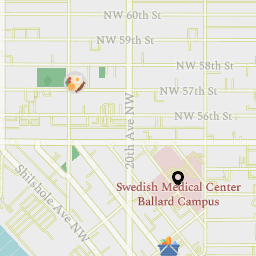 NW 60th St
NW 59th St
NW 58th St
NW 57th St
NW 56th St
20th Ave NW
Shilshole Ave NW
Swedish Medical Center
Ballard Campus